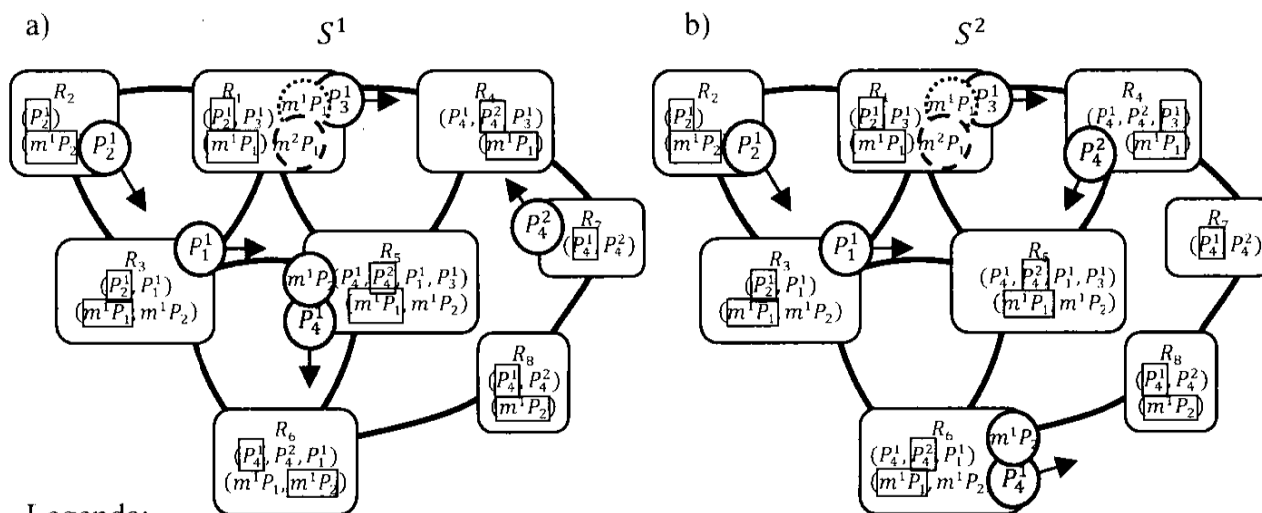 a) S¹
R₂
(P₂¹)
(m¹P₂)
P₂¹
R₁
(P₂¹, P₃¹)
(m¹P₁)
m¹P₁
m²P₁
P₃¹
R₄
(P₄¹, P₄², P₃¹)
(m¹P₁)
R₃
(P₂¹, P₁¹)
(m¹P₁, m¹P₂)
P₁¹
R₅
(P₄¹, P₄², P₁¹, P₃¹)
(m¹P₁, m¹P₂)
m¹P₂
P₄¹
P₄²
R₇
(P₄¹, P₄²)
R₈
(P₄¹, P₄²)
(m¹P₂)
R₆
(P₄¹, P₄², P₁¹)
(m¹P₁, m¹P₂)
b) S²
R₂
(P₂¹)
(m¹P₂)
P₂¹
R₁
(P₂¹, P₃¹)
(m¹P₁)
m¹P₁
m²P₁
P₃¹
R₄
(P₄¹, P₄², P₃¹)
(m¹P₁)
P₄²
R₃
(P₂¹, P₁¹)
(m¹P₁, m¹P₂)
P₁¹
R₅
(P₄¹, P₄², P₁¹, P₃¹)
(m¹P₁, m¹P₂)
R₇
(P₄¹, P₄²)
R₈
(P₄¹, P₄²)
(m¹P₂)
R₆
(P₄¹, P₄², P₁¹)
(m¹P₁, m¹P₂
m¹P₂
P₄¹